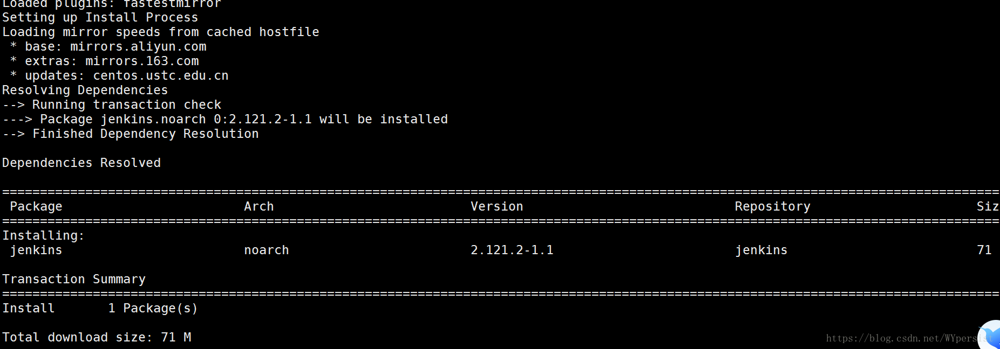 Loaded plugins: fastestmirror
Setting up Install Process
Loading mirror speeds from cached hostfile
 * base: mirrors.aliyun.com
 * extras: mirrors.163.com
 * updates: centos.ustc.edu.cn
Resolving Dependencies
--> Running transaction check
---> Package jenkins.noarch 0:2.121.2-1.1 will be installed
--> Finished Dependency Resolution
Dependencies Resolved
====================================================================================================================================
 Package Arch Version Repository Siz
====================================================================================================================================
Installing:
 jenkins noarch 2.121.2-1.1 jenkins 71
Transaction Summary
====================================================================================================================================
Install 1 Package(s)
Total download size: 71 M
https://blog.csdn.net/WYpersist